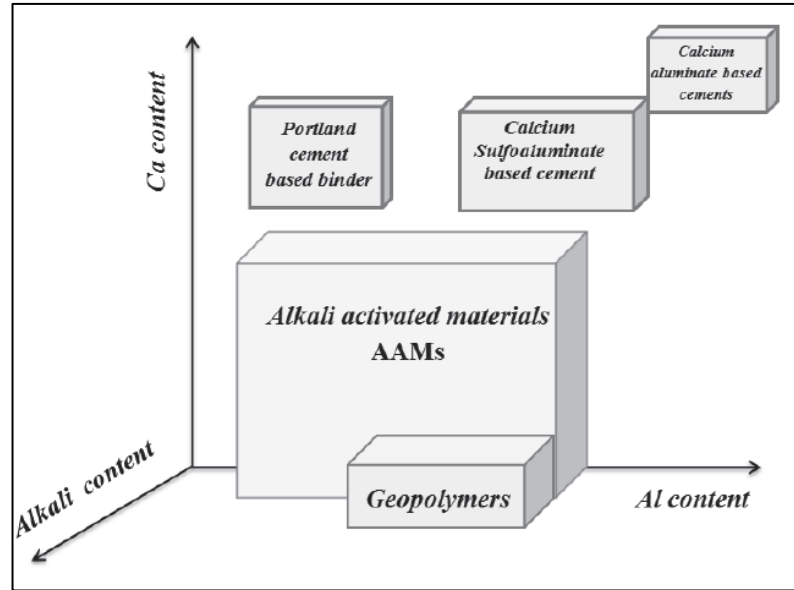 Calcium
aluminate based
cements
Portland
cement
based binder
Calcium
Sulfoaluminate
based cement
Ca content
Alkali activated materials
AAMs
Alkali content
Geopolymers
Al content